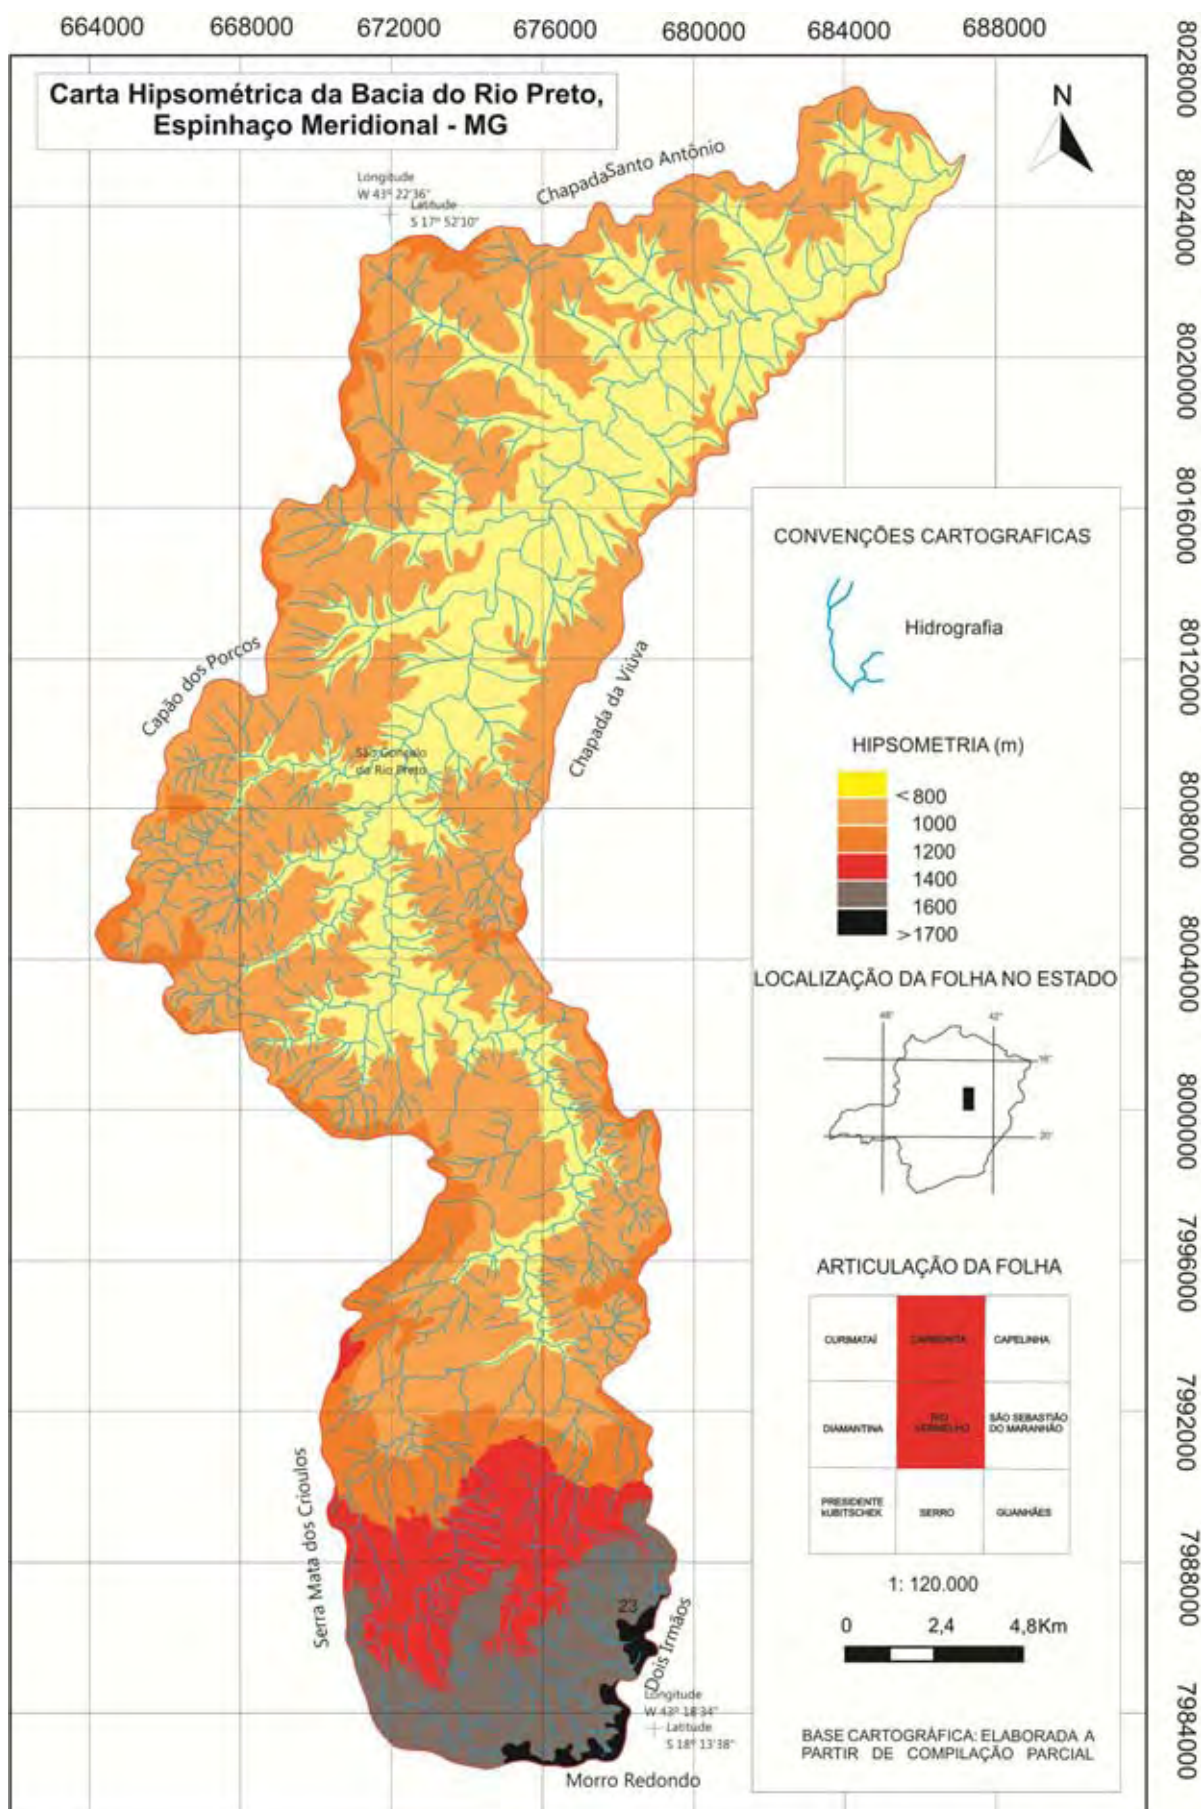 664000 668000 672000 676000 680000 684000 688000
Carta Hipsométrica da Bacia do Rio Preto,
Espinhaço Meridional - MG
N
8028000
8024000
8020000
8016000
8012000
8008000
8004000
8000000
7996000
7992000
7988000
7984000
Longitude
W 43º 22'36"
Latitude
S 17º 52'10"
Chapada Santo Antônio
Capão dos Porcos
Chapada da Viúva
São Gonçalo
do Rio Preto
Serra Mata dos Crioulos
23
Dois Irmãos
Longitude
W 43º 18'34"
Latitude
S 18º 13'38"
Morro Redondo
CONVENÇÕES CARTOGRAFICAS
Hidrografia
HIPSOMETRIA (m)
< 800
1000
1200
1400
1600
> 1700
LOCALIZAÇÃO DA FOLHA NO ESTADO
42°
20°
ARTICULAÇÃO DA FOLHA
CURIMATAÍ CARBONITA CAPELINHA
DIAMANTINA RIO VERMELHO SÃO SEBASTIÃO DO MARANHÃO
PRESIDENTE KUBITSCHEK SERRO GUANHÃES
1: 120.000
0 2,4 4,8Km
BASE CARTOGRÁFICA: ELABORADA A
PARTIR DE COMPILAÇÃO PARCIAL